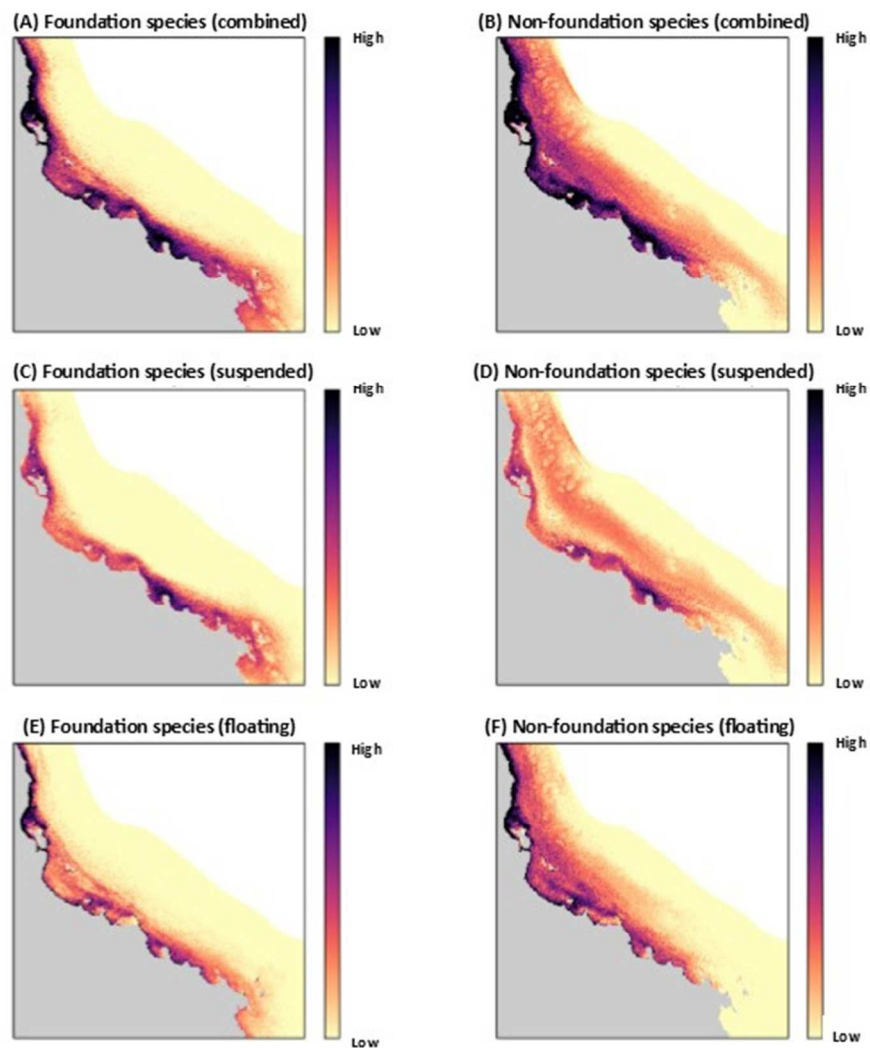 (A) Foundation species (combined)
(B) Non-foundation species (combined)
High
High
Low
Low
(C) Foundation species (suspended)
(D) Non-foundation species (suspended)
High
High
Low
Low
(E) Foundation species (floating)
(F) Non-foundation species (floating)
High
High
Low
Low